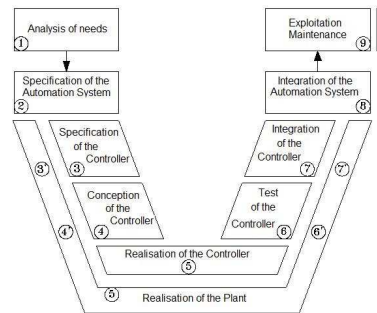 Analysis of needs
1
Exploitation
Maintenance
9
Specification of the
Automation System
2
Integration of the
Automation System
8
Specification
of the
Controller
3
Integration
of the
Controller
7
3'
7'
Conception
of the
Controller
4
Test
of the
Controller
6
4'
6'
Realisation of the Controller
5
5
Realisation of the Plant